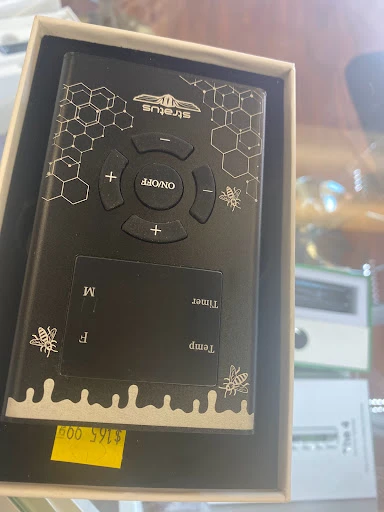 $165.00
Temp F
Timer M
+
- ON/OFF +
-
stratus